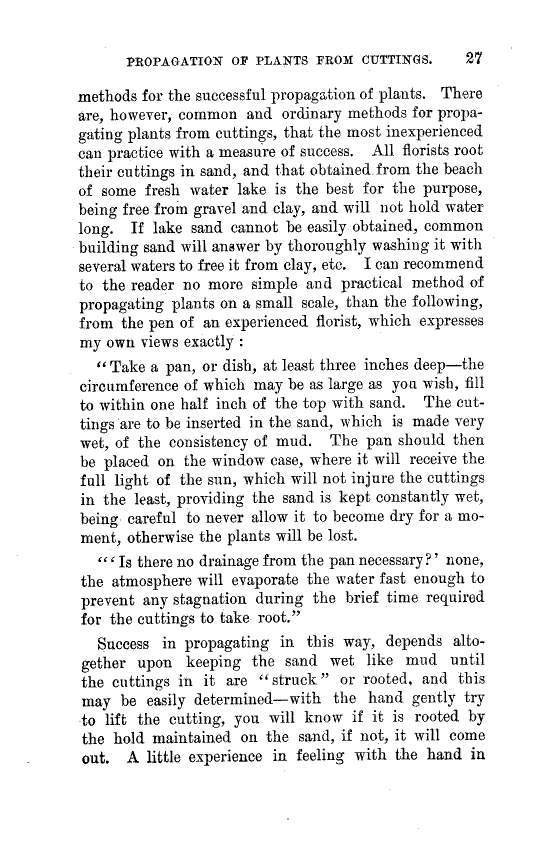 PROPAGATION OF PLANTS FROM CUTTINGS. 27
methods for the successful propagation of plants. There
are, however, common and ordinary methods for propa-
gating plants from cuttings, that the most inexperienced
can practice with a measure of success. All florists root
their cuttings in sand, and that obtained from the beach
of some fresh water lake is the best for the purpose,
being free from gravel and clay, and will not hold water
long. If lake sand cannot be easily obtained, common
building sand will answer by thoroughly washing it with
several waters to free it from clay, etc. I can recommend
to the reader no more simple and practical method of
propagating plants on a small scale, than the following,
from the pen of an experienced florist, which expresses
my own views exactly :
“Take a pan, or dish, at least three inches deep—the
circumference of which may be as large as you wish, fill
to within one half inch of the top with sand. The cut-
tings are to be inserted in the sand, which is made very
wet, of the consistency of mud. The pan should then
be placed on the window case, where it will receive the
full light of the sun, which will not injure the cuttings
in the least, providing the sand is kept constantly wet,
being careful to never allow it to become dry for a mo-
ment, otherwise the plants will be lost.
“‘Is there no drainage from the pan necessary?’ none,
the atmosphere will evaporate the water fast enough to
prevent any stagnation during the brief time required
for the cuttings to take root.”
Success in propagating in this way, depends alto-
gether upon keeping the sand wet like mud until
the cuttings in it are “struck” or rooted, and this
may be easily determined—with the hand gently try
to lift the cutting, you will know if it is rooted by
the hold maintained on the sand, if not, it will come
out. A little experience in feeling with the hand in